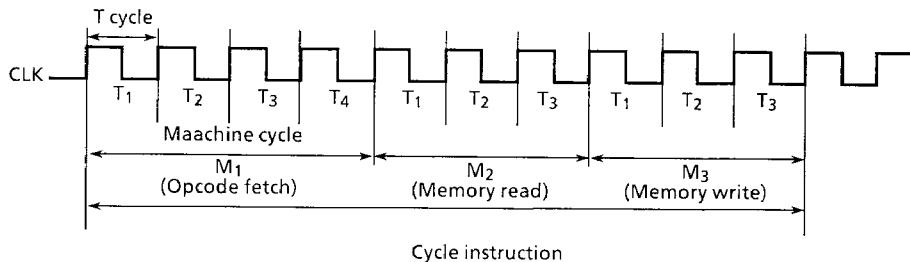 T cycle
CLK
T1 T2 T3 T4 T1 T2 T3 T1 T2 T3
Maachine cycle
M1 M2 M3
(Opcode fetch) (Memory read) (Memory write)
Cycle instruction